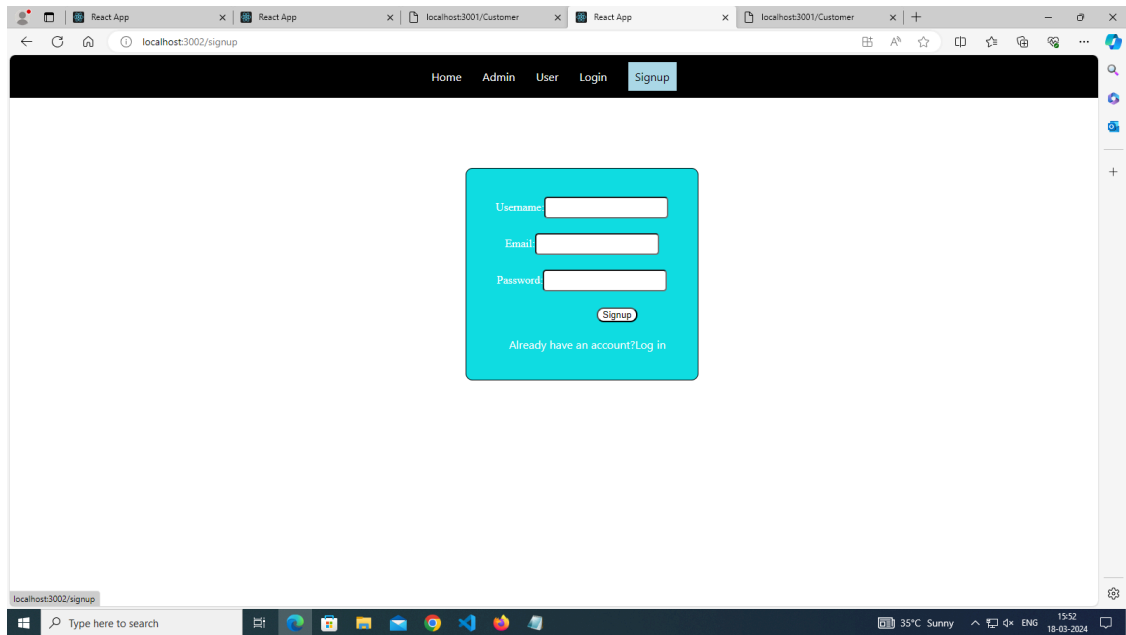 React App
React App
localhost:3001/Customer
React App
localhost:3001/Customer
localhost:3002/signup
Home Admin User Login Signup
Username:
Email:
Password:
Signup
Already have an account?Log in
localhost:3002/signup
Type here to search
35°C Sunny
ENG
15:52
18-03-2024